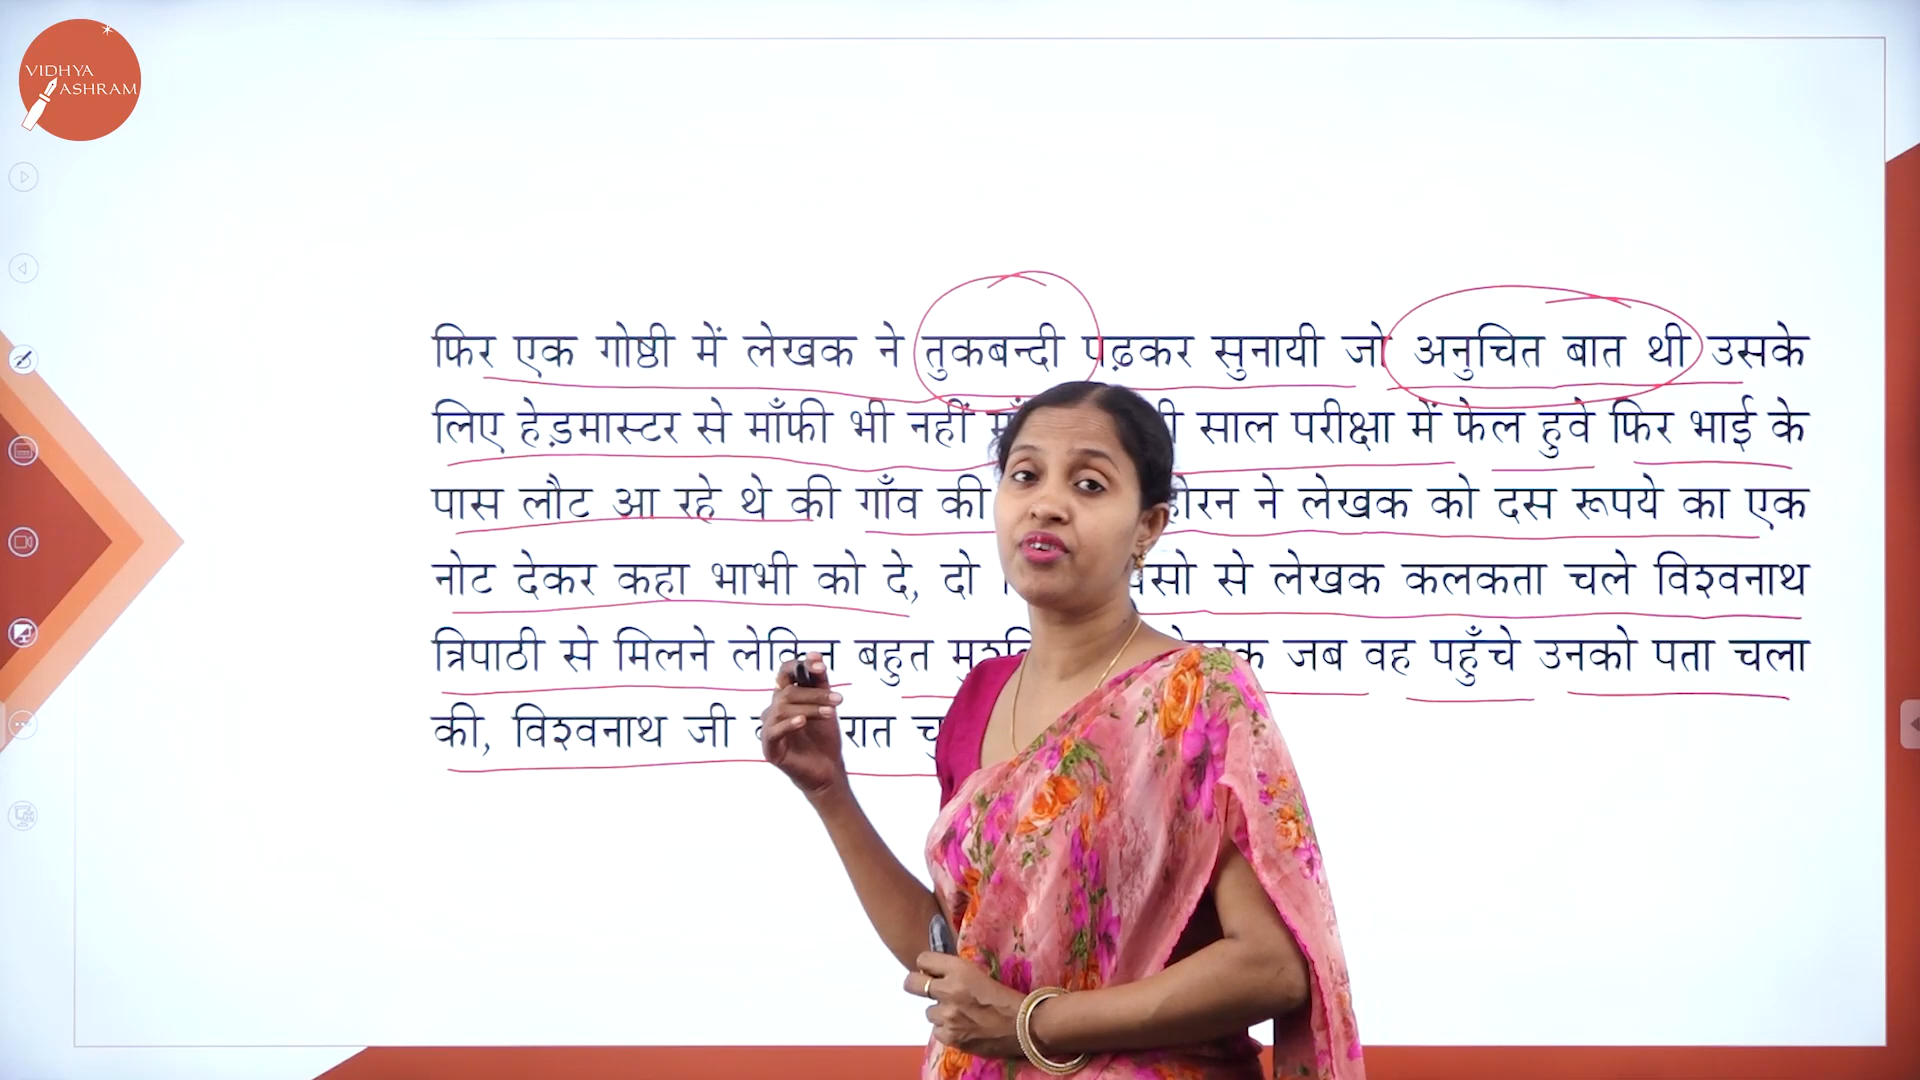 VIDHYA
ASHRAM
फिर एक गोष्ठी में लेखक ने तुकबन्दी पढ़कर सुनायी जो अनुचित बात थी उसके
लिए हेड़मास्टर से माँफी भी नहीं साल परीक्षा में फेल हुवे फिर भाई के
पास लौट आ रहे थे की गाँव की ने लेखक को दस रूपये का एक
नोट देकर कहा भाभी को दे, दो से लेखक कलकता चले विश्वनाथ
त्रिपाठी से मिलने लेकिन बहुत जब वह पहुँचे उनको पता चला
की, विश्वनाथ जी रात